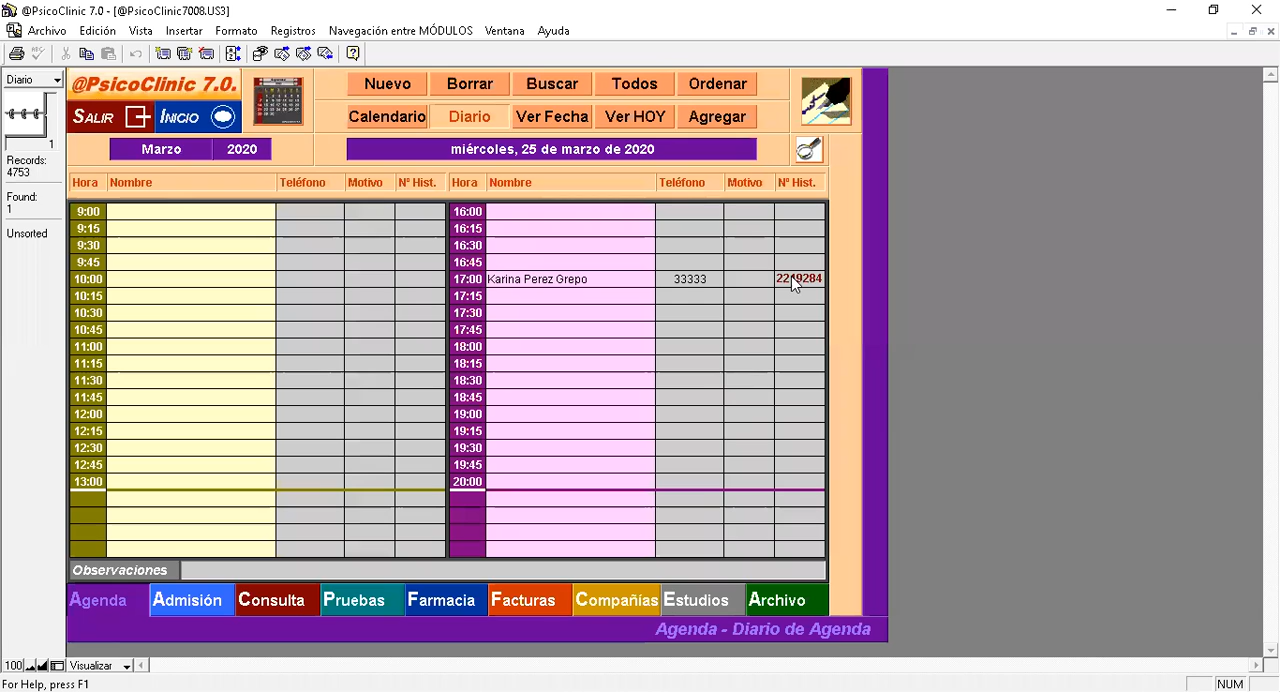 @PsicoClinic 7.0 - [@PsicoClinic7008.US3]
Archivo Edición Vista Insertar Formato Registros Navegación entre MÓDULOS Ventana Ayuda
Diario
1
Records:
4753
Found:
1
Unsorted
@PsicoClinic 7.0.
SALIR INICIO
Nuevo Borrar Buscar Todos Ordenar
Calendario Diario Ver Fecha Ver HOY Agregar
Marzo 2020 miércoles, 25 de marzo de 2020
Hora Nombre Teléfono Motivo Nº Hist. Hora Nombre Teléfono Motivo Nº Hist.
9:00 16:00
9:15 16:15
9:30 16:30
9:45 16:45
10:00 17:00 Karina Perez Grepo 33333
10:15 17:15
10:30 17:30
10:45 17:45
11:00 18:00
11:15 18:15
11:30 18:30
11:45 18:45
12:00 19:00
12:15 19:15
12:30 19:30
12:45 19:45
13:00 20:00
Observaciones
Agenda Admisión Consulta Pruebas Farmacia Facturas Compañías Estudios Archivo
Agenda - Diario de Agenda
100 Visualizar
For Help, press F1 NUM